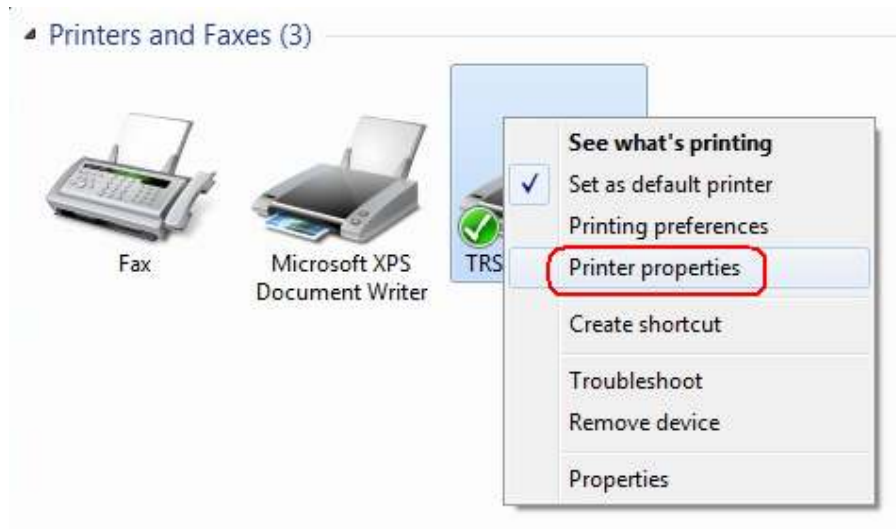 Printers and Faxes (3)
Fax
Microsoft XPS
Document Writer
TRS
See what's printing
Set as default printer
Printing preferences
Printer properties
Create shortcut
Troubleshoot
Remove device
Properties